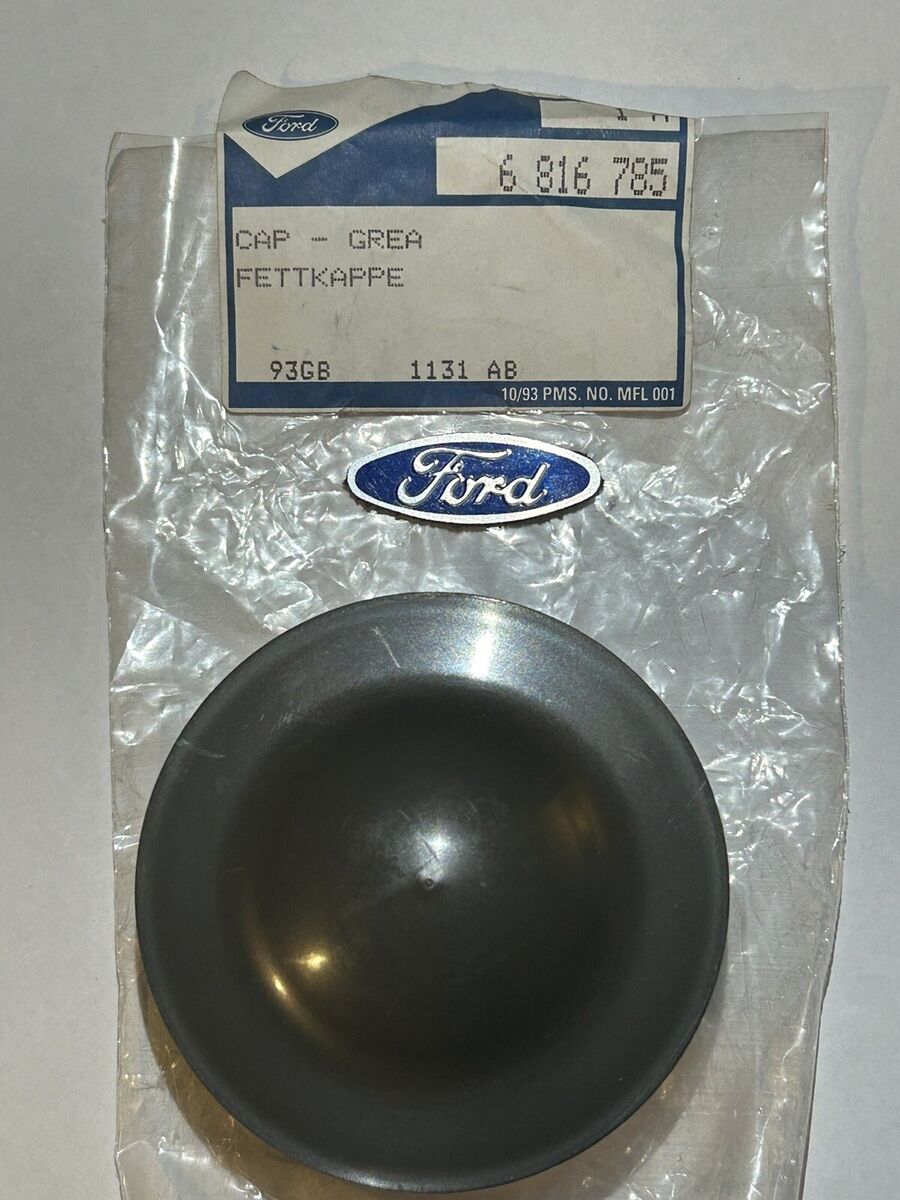 Ford
6 816 785
CAP - GREA
FETTKAPPE
93GB 1131 AB
10/93 PMS. NO. MFL 001
Ford